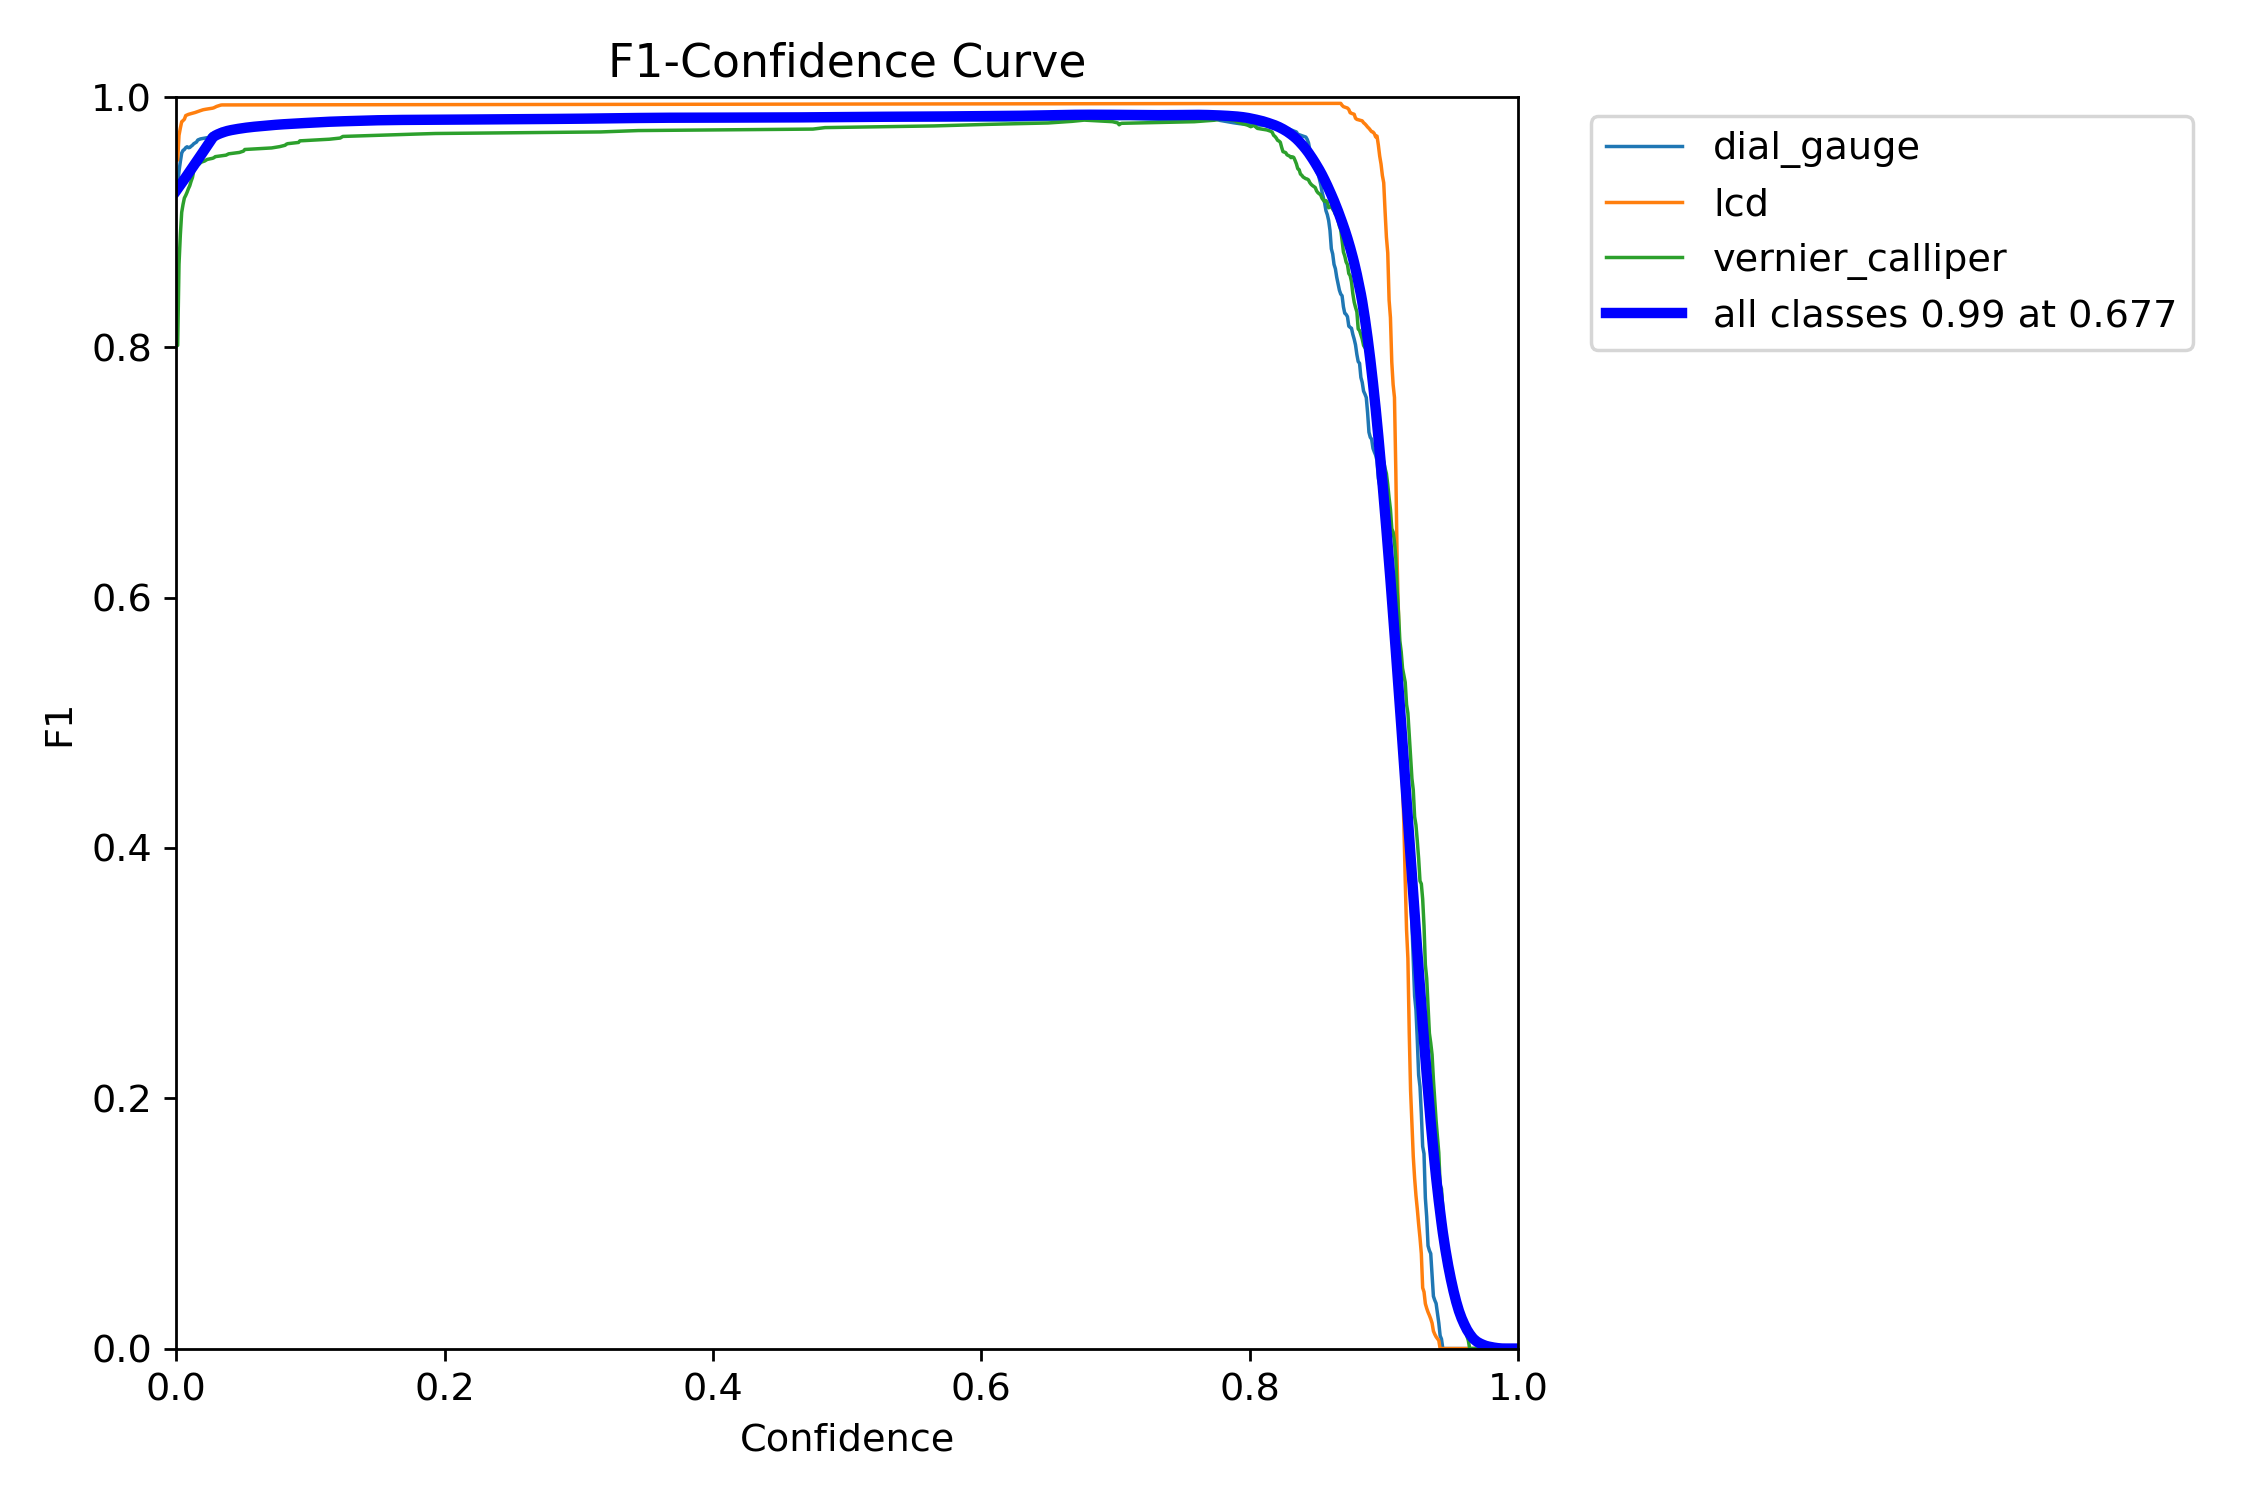 F1-Confidence Curve
1.0
0.8
0.6
0.4
0.2
0.0
F1
0.0 0.2 0.4 0.6 0.8 1.0
Confidence
dial_gauge
lcd
vernier_calliper
all classes 0.99 at 0.677